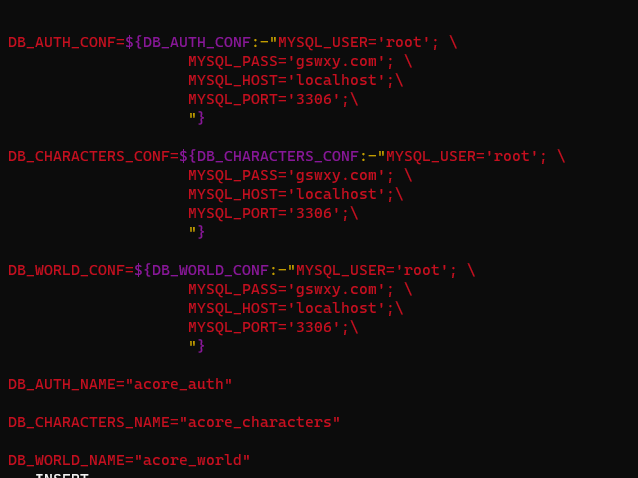 DB_AUTH_CONF=${DB_AUTH_CONF:-"MYSQL_USER='root'; \
MYSQL_PASS='gswxy.com'; \
MYSQL_HOST='localhost';\
MYSQL_PORT='3306';\
"}
DB_CHARACTERS_CONF=${DB_CHARACTERS_CONF:-"MYSQL_USER='root'; \
MYSQL_PASS='gswxy.com'; \
MYSQL_HOST='localhost';\
MYSQL_PORT='3306';\
"}
DB_WORLD_CONF=${DB_WORLD_CONF:-"MYSQL_USER='root'; \
MYSQL_PASS='gswxy.com'; \
MYSQL_HOST='localhost';\
MYSQL_PORT='3306';\
"}
DB_AUTH_NAME="acore_auth"
DB_CHARACTERS_NAME="acore_characters"
DB_WORLD_NAME="acore_world"
INSERT